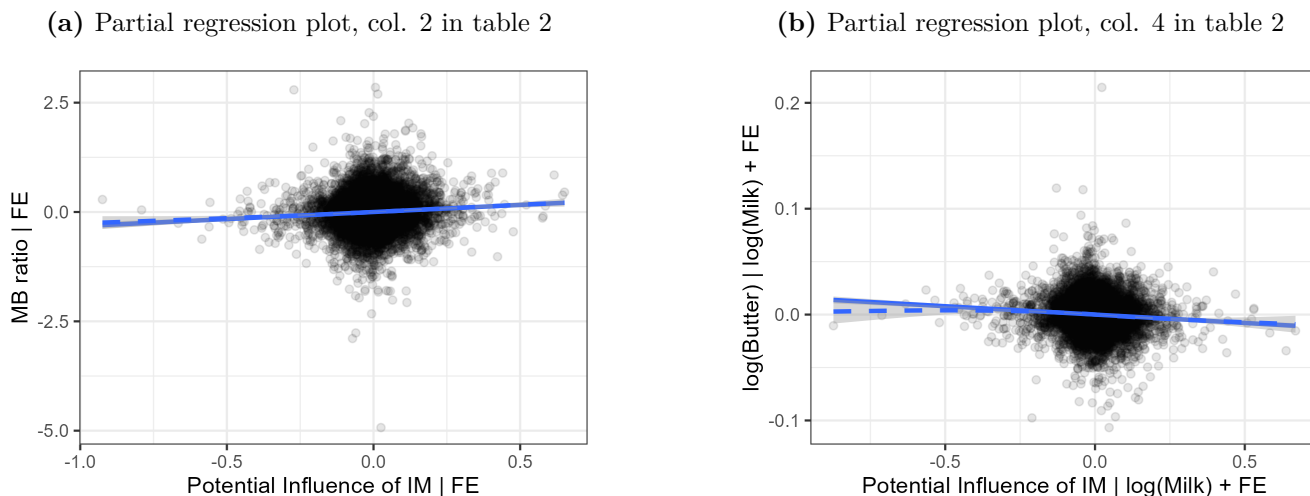 (a) Partial regression plot, col. 2 in table 2
2.5
0.0
-2.5
-5.0
MB ratio | FE
-1.0
-0.5
0.0
0.5
Potential Influence of IM | FE
(b) Partial regression plot, col. 4 in table 2
0.2
0.1
0.0
-0.1
log(Butter) | log(Milk) + FE
-0.5
0.0
0.5
Potential Influence of IM | log(Milk) + FE